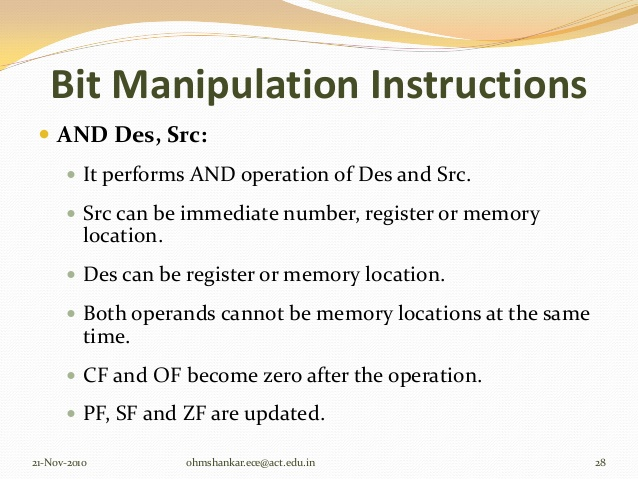 Bit Manipulation Instructions
AND Des, Src:
It performs AND operation of Des and Src.
Src can be immediate number, register or memory
location.
Des can be register or memory location.
Both operands cannot be memory locations at the same
time.
CF and OF become zero after the operation.
PF, SF and ZF are updated.
21-Nov-2010 ohmshankar.ece@act.edu.in 28